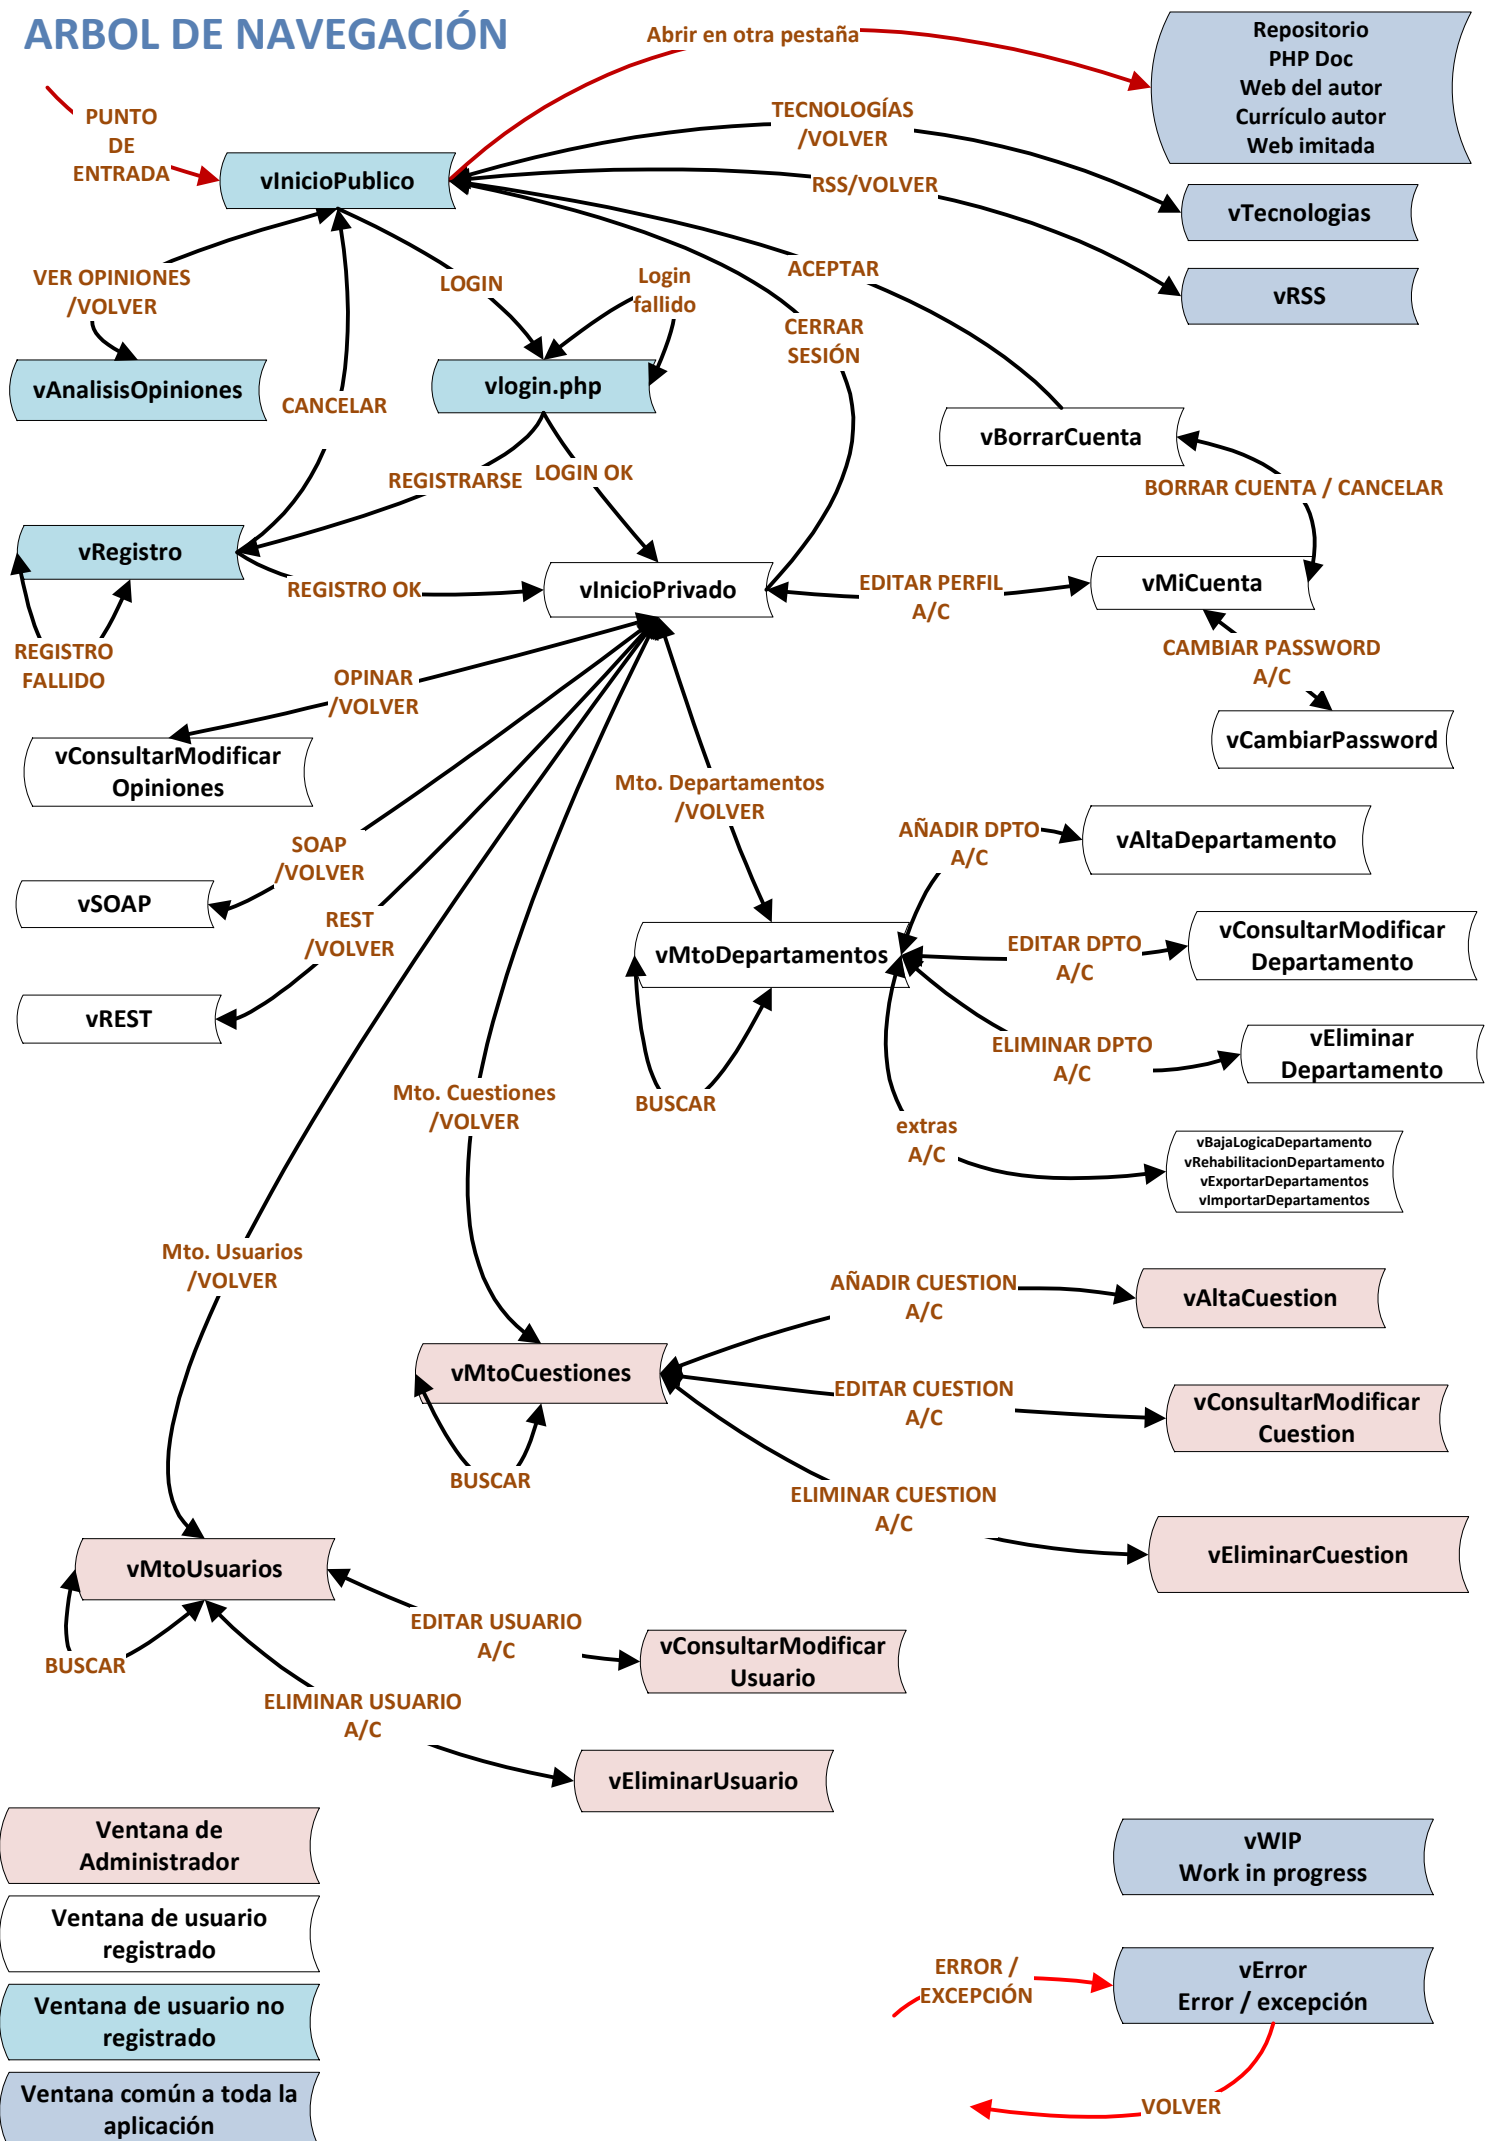 ARBOL DE NAVEGACIÓN
Abrir en otra pestaña
Repositorio
PHP Doc
Web del autor
Currículo autor
Web imitada
PUNTO
DE
ENTRADA
TECNOLOGÍAS
/VOLVER
vInicioPublico
RSS/VOLVER
vTecnologias
VER OPINIONES
/VOLVER
LOGIN
Login
fallido
ACEPTAR
vRSS
CERRAR
SESIÓN
vAnalisisOpiniones
CANCELAR
vlogin.php
vBorrarCuenta
REGISTRARSE
LOGIN OK
BORRAR CUENTA / CANCELAR
vRegistro
REGISTRO OK
vInicioPrivado
EDITAR PERFIL
A/C
vMiCuenta
REGISTRO
FALLIDO
CAMBIAR PASSWORD
A/C
OPINAR
/VOLVER
vConsultarModificar
Opiniones
vCambiarPassword
Mto. Departamentos
/VOLVER
SOAP
/VOLVER
AÑADIR DPTO
A/C
vAltaDepartamento
vSOAP
REST
/VOLVER
vMtoDepartamentos
EDITAR DPTO
A/C
vConsultarModificar
Departamento
vREST
ELIMINAR DPTO
A/C
vEliminar
Departamento
Mto. Cuestiones
/VOLVER
BUSCAR
extras
A/C
vBajaLogicaDepartamento
vRehabilitacionDepartamento
vExportarDepartamentos
vImportarDepartamentos
Mto. Usuarios
/VOLVER
AÑADIR CUESTION
A/C
vAltaCuestion
vMtoCuestiones
EDITAR CUESTION
A/C
vConsultarModificar
Cuestion
BUSCAR
ELIMINAR CUESTION
A/C
vEliminarCuestion
vMtoUsuarios
BUSCAR
EDITAR USUARIO
A/C
vConsultarModificar
Usuario
ELIMINAR USUARIO
A/C
vEliminarUsuario
Ventana de
Administrador
vWIP
Work in progress
Ventana de usuario
registrado
ERROR /
EXCEPCIÓN
vError
Error / excepción
Ventana de usuario no
registrado
Ventana común a toda la
aplicación
VOLVER